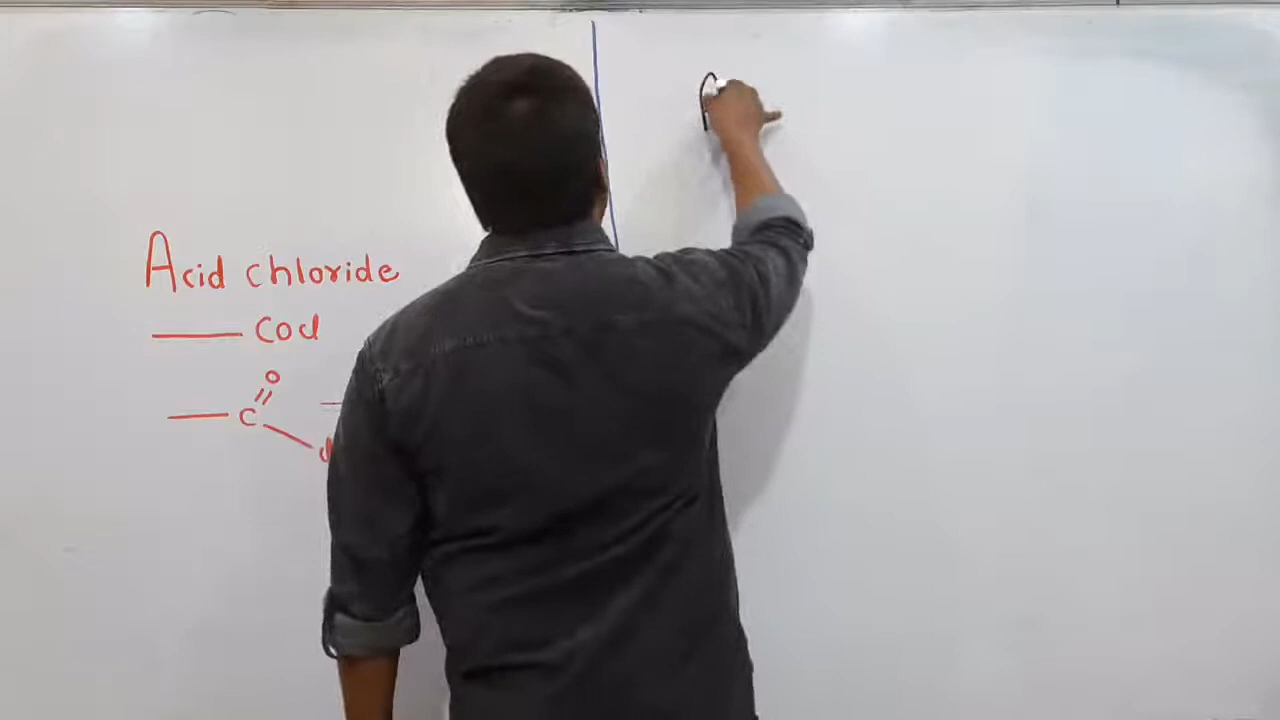 Acid chloride
— COCl
O
— C